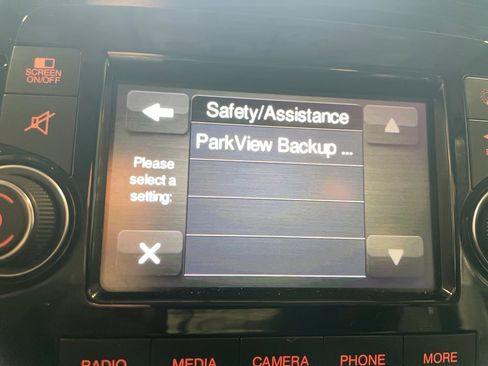 SCREEN
ON/OFF
Safety/Assistance
ParkView Backup ...
Please
select a
setting:
RADIO
MEDIA
CAMERA
PHONE
MORE